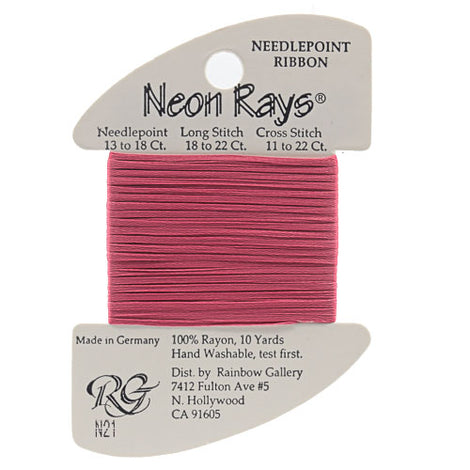 NEEDLEPOINT
RIBBON
Neon Rays®
Needlepoint Long Stitch Cross Stitch
13 to 18 Ct. 18 to 22 Ct. 11 to 22 Ct.
Made in Germany
100% Rayon, 10 Yards
Hand Washable, test first.
Dist. by Rainbow Gallery
7412 Fulton Ave #5
N. Hollywood
CA 91605
RG
N21